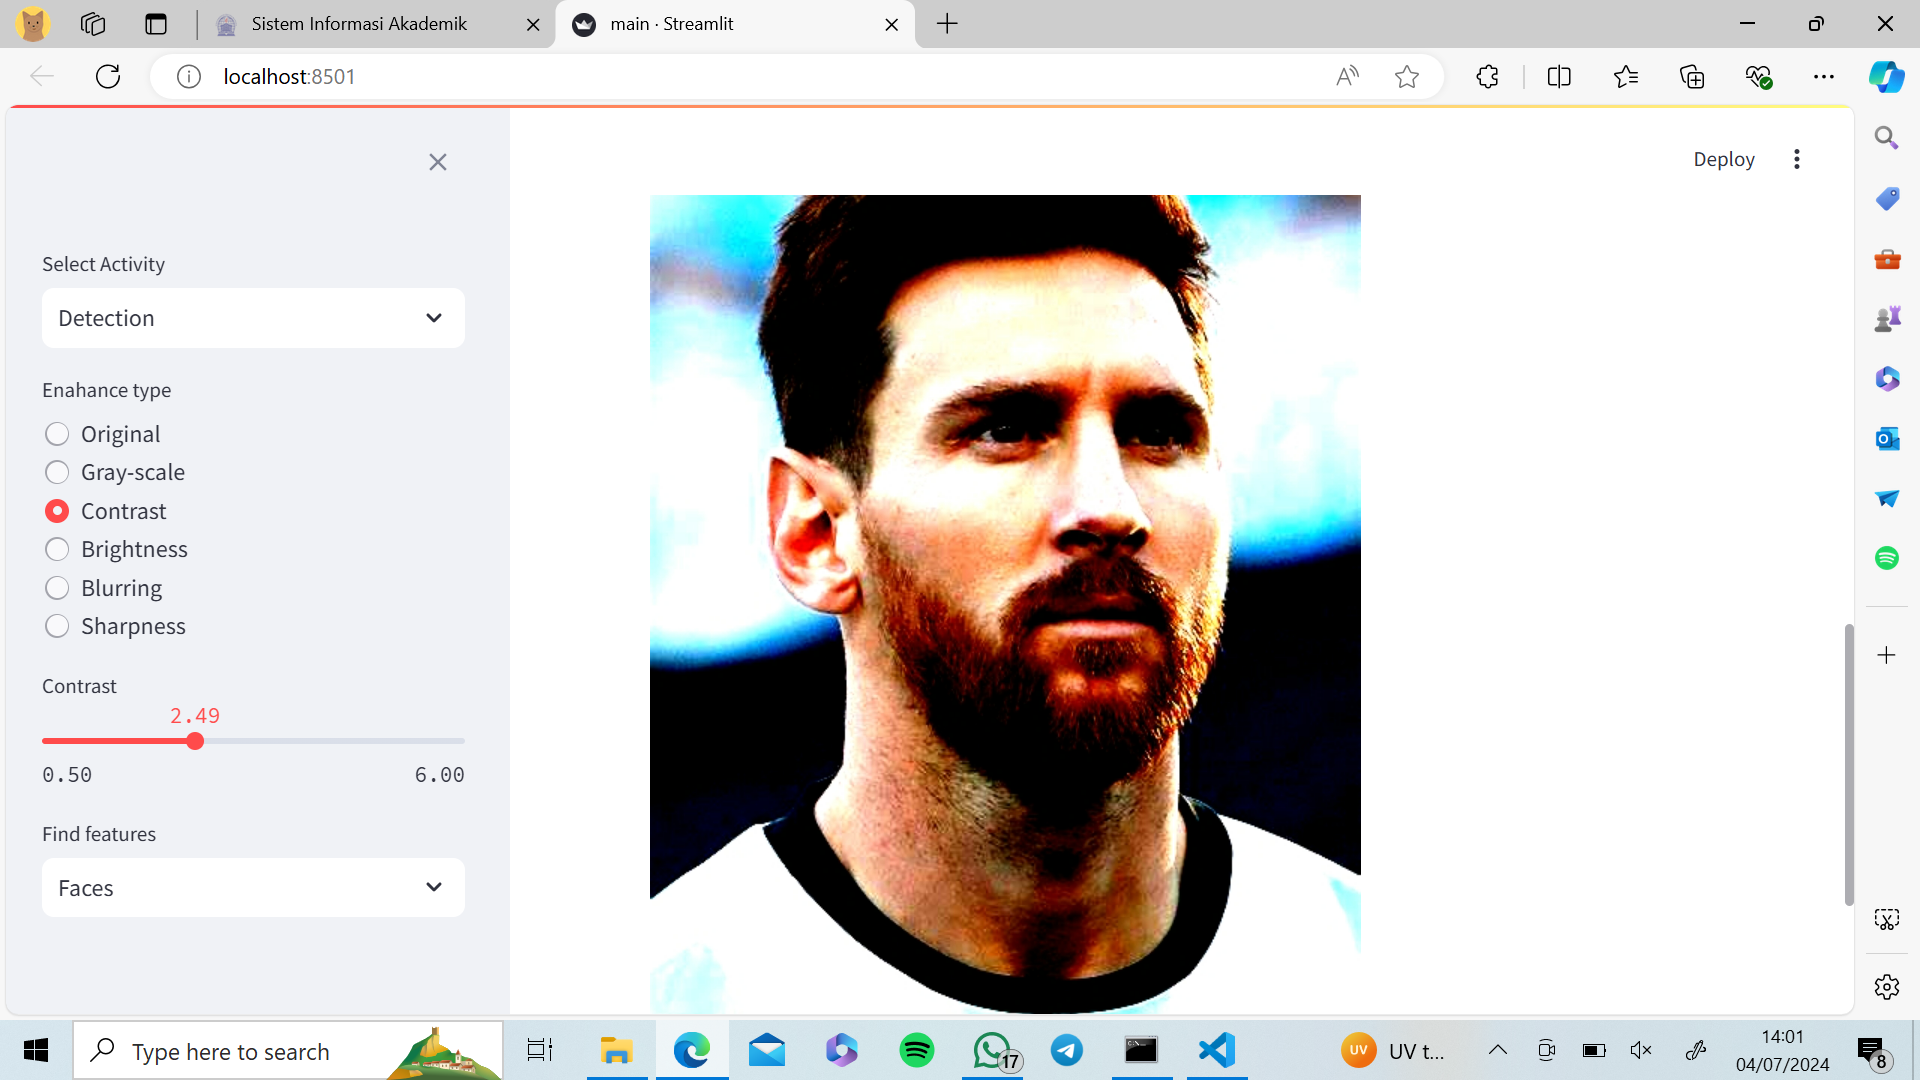 Sistem Informasi Akademik
main · Streamlit
localhost:8501
Deploy
Select Activity
Detection
Enahance type
Original
Gray-scale
Contrast
Brightness
Blurring
Sharpness
Contrast
2.49
0.50
6.00
Find features
Faces
Type here to search
17
UV
UV t...
14:01
04/07/2024
8